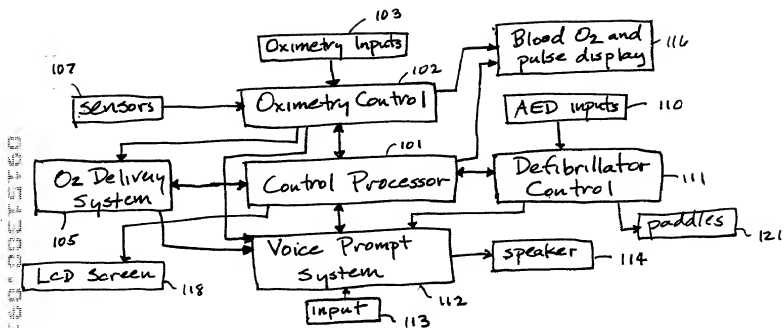 103
Oximetry Inputs
Blood O2 and
pulse display
116
107
102
sensors
Oximetry Control
AED inputs
110
101
O2 Delivery
System
Control Processor
Defibrillator
Control
111
105
paddles
121
Voice Prompt
System
speaker
114
LCD Screen
118
112
input
113